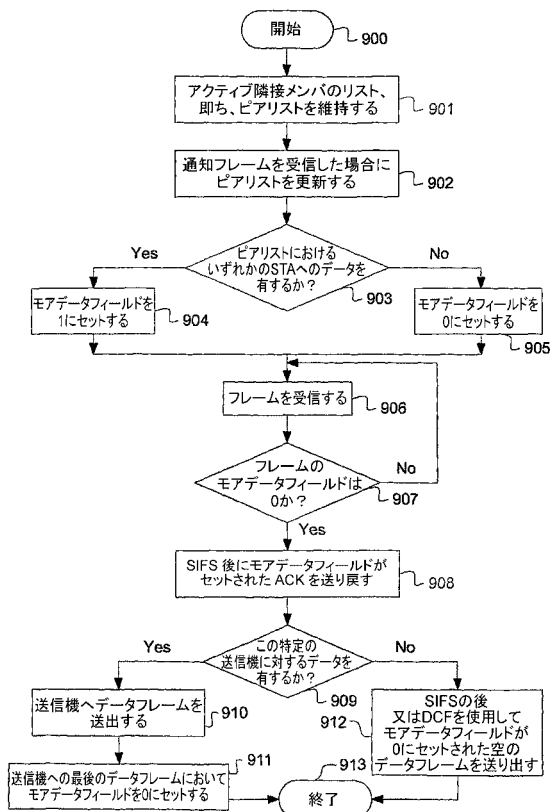 開始
900
アクティブ隣接メンバのリスト、
即ち、ピアリストを維持する
901
通知フレームを受信した場合に
ピアリストを更新する
902
ピアリストにおける
いずれかのSTAへのデータを
有するか?
903
Yes
No
モアデータフィールドを
1にセットする
904
モアデータフィールドを
0にセットする
905
フレームを受信する
906
フレームの
モアデータフィールドは
0か?
907
No
Yes
SIFS 後にモアデータフィールドが
セットされた ACK を送り戻す
908
この特定の
送信機に対するデータを
有するか?
909
Yes
No
送信機へデータフレームを
送出する
910
912
SIFSの後
又はDCFを使用して
モアデータフィールドが
0にセットされた空の
データフレームを送り出す
送信機への最後のデータフレームにおいて
モアデータフィールドを0にセットする
911
913
終了